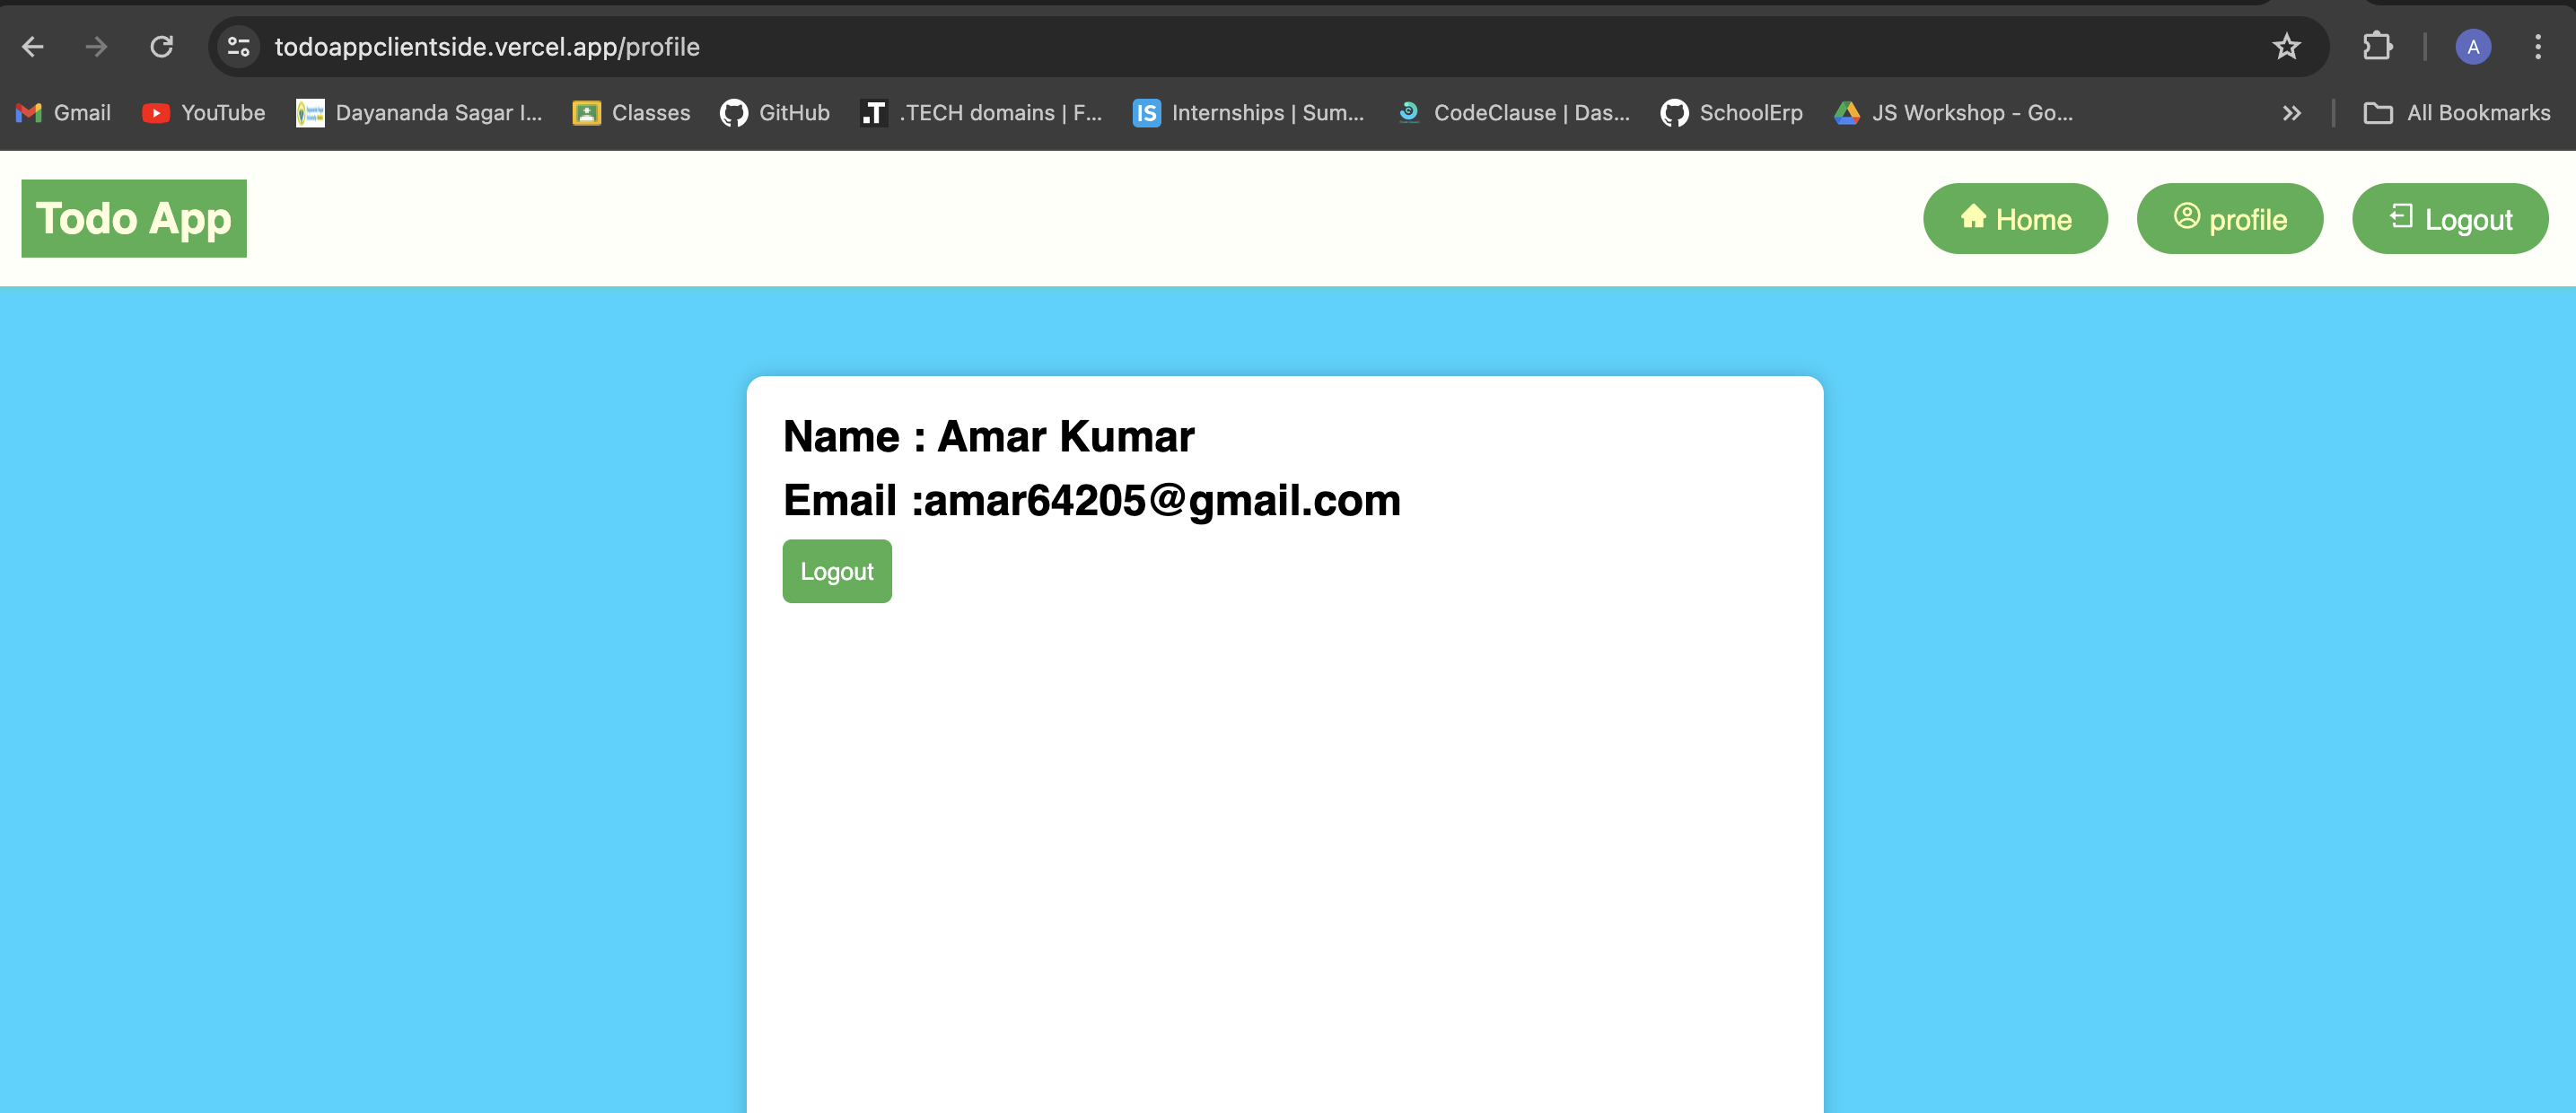 todoappclientside.vercel.app/profile
A
Gmail
YouTube
Dayananda Sagar I...
Classes
GitHub
.T
.TECH domains | F...
IS
Internships | Sum...
CodeClause | Das...
SchoolErp
JS Workshop - Go...
All Bookmarks
Todo App
Home
profile
Logout
Name : Amar Kumar
Email :amar64205@gmail.com
Logout